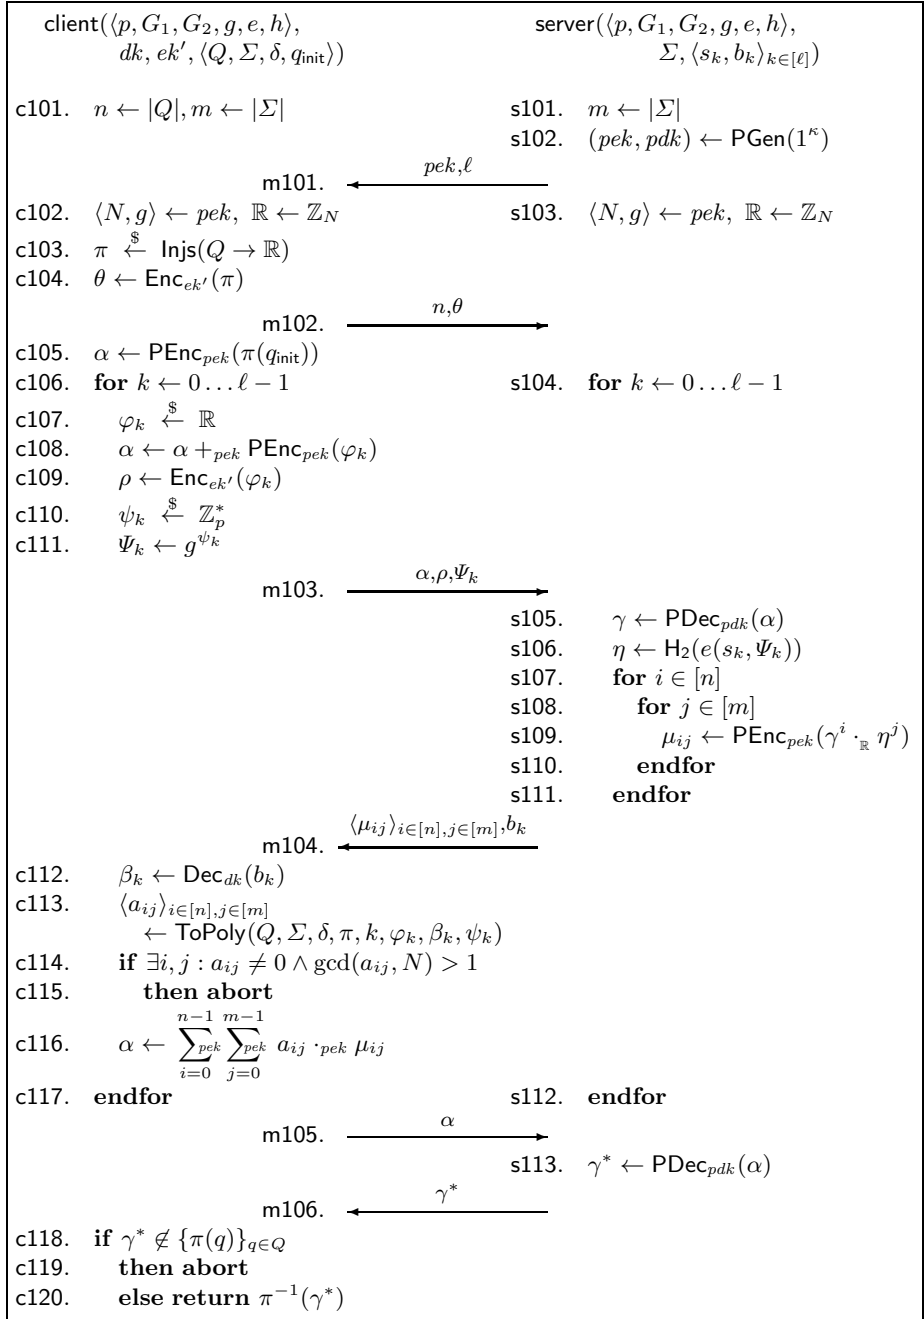 client(⟨p, G₁, G₂, g, e, h⟩, server(⟨p, G₁, G₂, g, e, h⟩,
dk, ek′, ⟨Q, Σ, δ, q_init⟩) Σ, ⟨s_k, b_k⟩_{k∈[ℓ]})
c101. n ← |Q|, m ← |Σ| s101. m ← |Σ|
s102. (pek, pdk) ← PGen(1^κ)
m101. pek,ℓ
c102. ⟨N, g⟩ ← pek, ℝ ← ℤ_N s103. ⟨N, g⟩ ← pek, ℝ ← ℤ_N
c103. π ←$ Injs(Q → ℝ)
c104. θ ← Enc_{ek′}(π)
m102. n,θ
c105. α ← PEnc_{pek}(π(q_init))
c106. for k ← 0…ℓ − 1 s104. for k ← 0…ℓ − 1
c107. φ_k ←$ ℝ
c108. α ← α +_{pek} PEnc_{pek}(φ_k)
c109. ρ ← Enc_{ek′}(φ_k)
c110. ψ_k ←$ ℤ*_p
c111. Ψ_k ← g^{ψ_k}
m103. α,ρ,Ψ_k
s105. γ ← PDec_{pdk}(α)
s106. η ← H₂(e(s_k, Ψ_k))
s107. for i ∈ [n]
s108. for j ∈ [m]
s109. μ_{ij} ← PEnc_{pek}(γ^i ·_ℝ η^j)
s110. endfor
s111. endfor
m104. ⟨μ_{ij}⟩_{i∈[n],j∈[m]},b_k
c112. β_k ← Dec_{dk}(b_k)
c113. ⟨a_{ij}⟩_{i∈[n],j∈[m]}
← ToPoly(Q, Σ, δ, π, k, φ_k, β_k, ψ_k)
c114. if ∃i, j : a_{ij} ≠ 0 ∧ gcd(a_{ij}, N) > 1
c115. then abort
c116. α ← ∑_{pek, i=0}^{n−1} ∑_{pek, j=0}^{m−1} a_{ij} ·_{pek} μ_{ij}
c117. endfor s112. endfor
m105. α
s113. γ* ← PDec_{pdk}(α)
m106. γ*
c118. if γ* ∉ {π(q)}_{q∈Q}
c119. then abort
c120. else return π⁻¹(γ*)